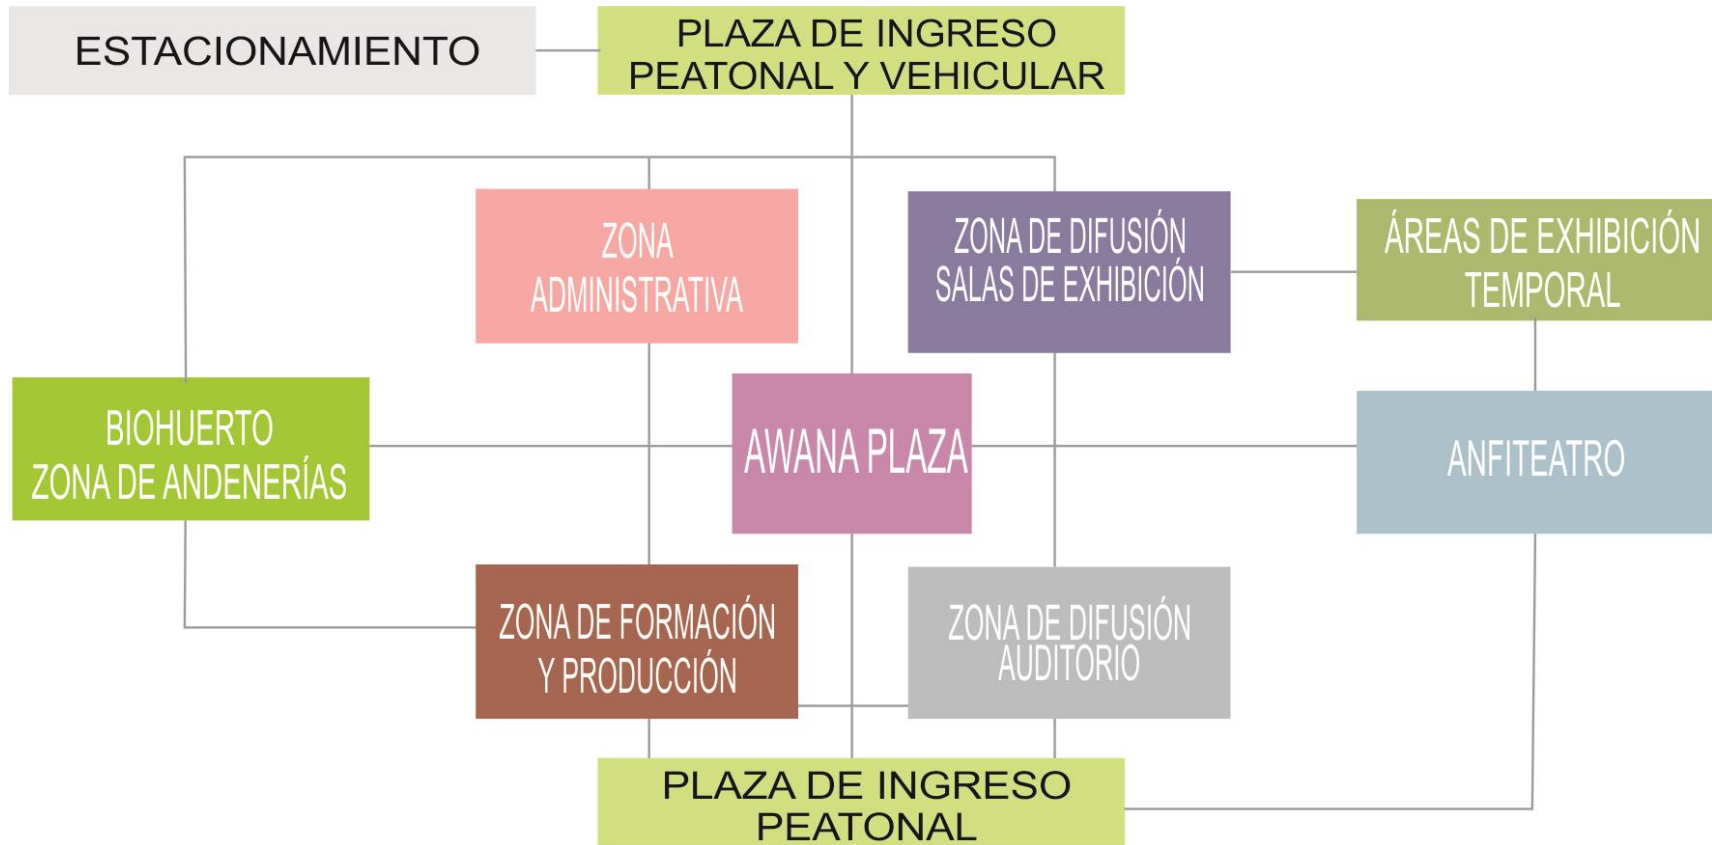 ESTACIONAMIENTO
PLAZA DE INGRESO
PEATONAL Y VEHICULAR
ZONA
ADMINISTRATIVA
ZONA DE DIFUSIÓN
SALAS DE EXHIBICIÓN
ÁREAS DE EXHIBICIÓN
TEMPORAL
BIOHUERTO
ZONA DE ANDENERÍAS
AWANA PLAZA
ANFITEATRO
ZONA DE FORMACIÓN
Y PRODUCCIÓN
ZONA DE DIFUSIÓN
AUDITORIO
PLAZA DE INGRESO
PEATONAL